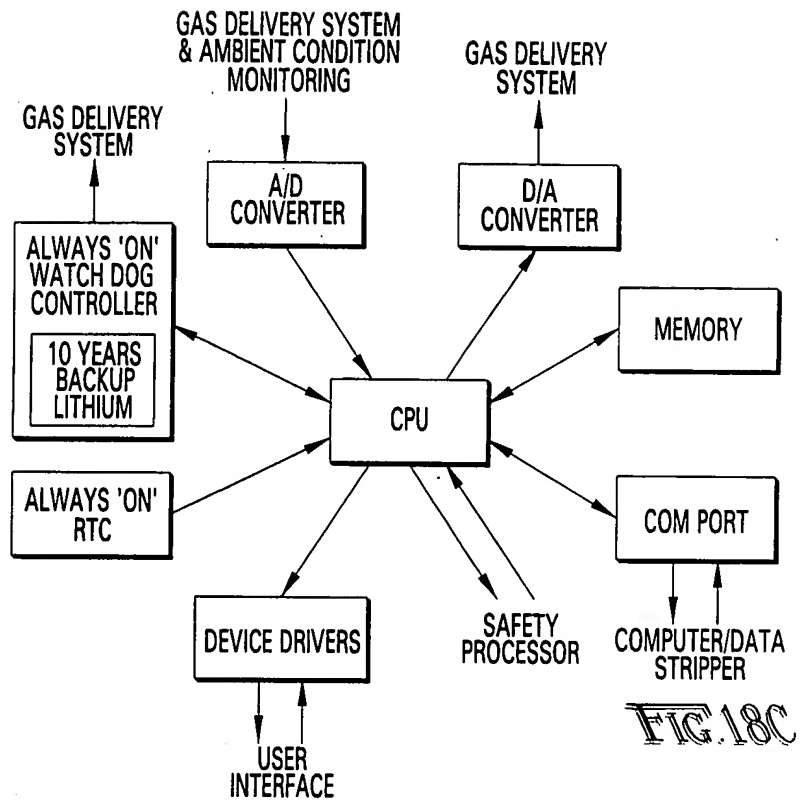 GAS DELIVERY SYSTEM
& AMBIENT CONDITION
MONITORING
GAS DELIVERY
SYSTEM
GAS DELIVERY
SYSTEM
A/D
CONVERTER
D/A
CONVERTER
ALWAYS 'ON'
WATCH DOG
CONTROLLER
10 YEARS
BACKUP
LITHIUM
MEMORY
CPU
ALWAYS 'ON'
RTC
COM PORT
DEVICE DRIVERS
SAFETY
PROCESSOR
COMPUTER/DATA
STRIPPER
USER
INTERFACE
FIG. 18C